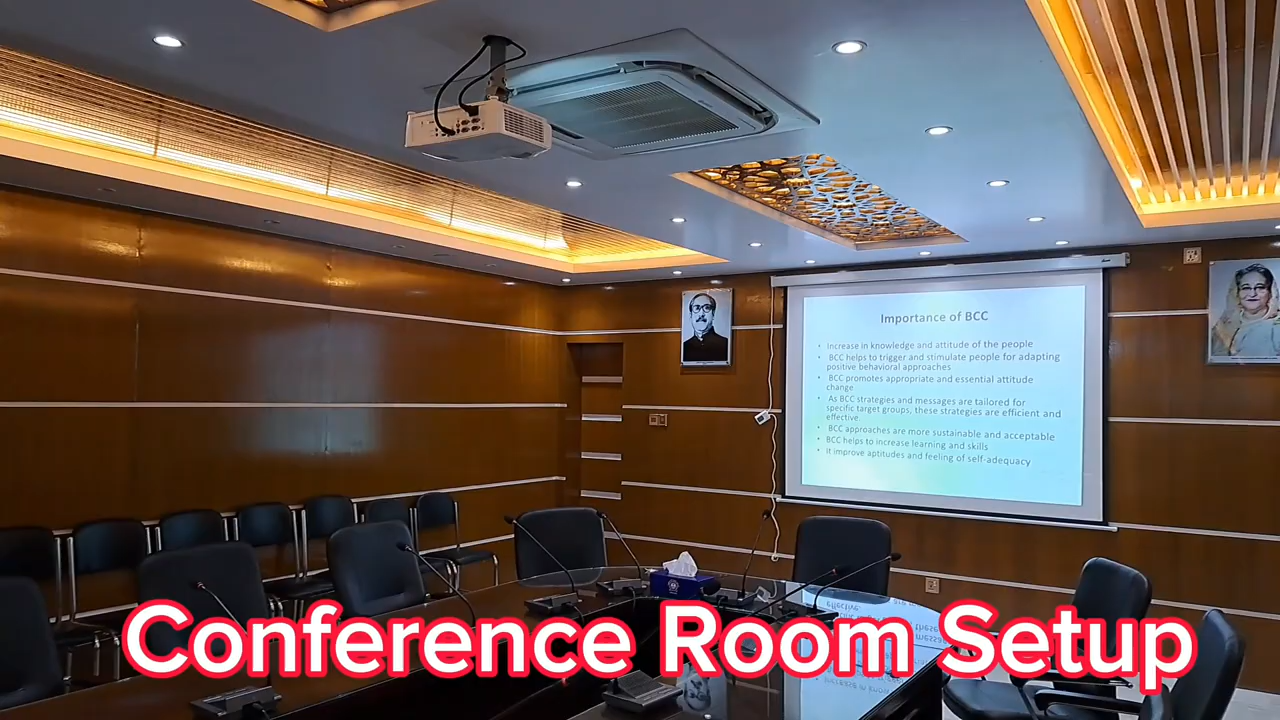 Importance of BCC
• Increase in knowledge and attitude of the people
• BCC helps to trigger and stimulate people for adapting
positive behavioral approaches
• BCC promotes appropriate and essential attitude
change
• As BCC strategies and messages are tailored for
specific target groups, these strategies are efficient and
effective.
• BCC approaches are more sustainable and acceptable
• BCC helps to increase learning and skills
• It improve aptitudes and feeling of self-adequacy
Conference Room Setup